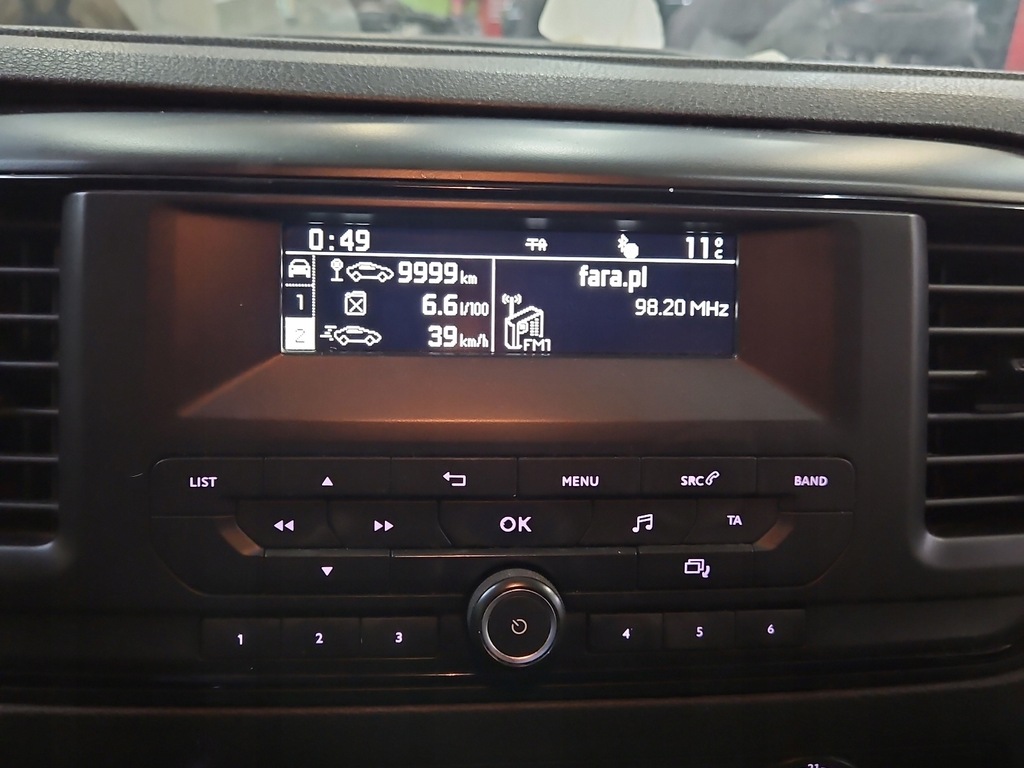 0:49 TA 11°C
9999 km fara.pl
1 6.6 l/100 98.20 MHz
2 39 km/h FM1
LIST MENU SRC BAND
OK TA
1 2 3 4 5 6
21